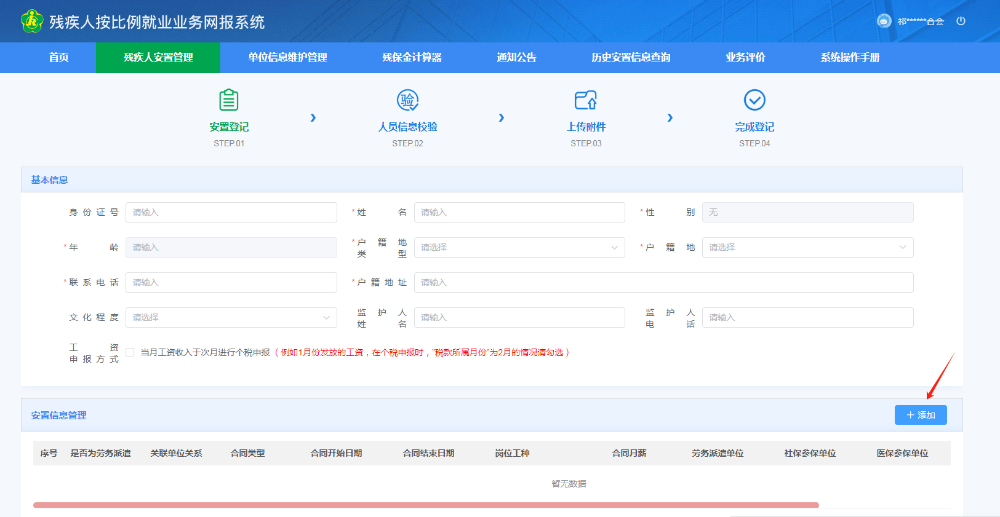 残疾人按比例就业业务网报系统
祁******合会
首页 残疾人安置管理 单位信息维护管理 残保金计算器 通知公告 历史安置信息查询 业务评价 系统操作手册
验
安置登记 人员信息校验 上传附件 完成登记
STEP.01 STEP.02 STEP.03 STEP.04
基本信息
身份证号 请输入 *姓名 请输入 *性别 无
*年龄 请输入 *户籍地类型 请选择 *户籍地 请选择
*联系电话 请输入 *户籍地址 请输入
文化程度 请选择 监护人姓名 请输入 监护人电话 请输入
工资申报方式 当月工资收入于次月进行个税申报（例如1月份发放的工资，在个税申报时，”税款所属月份”为2月的情况请勾选）
安置信息管理 + 添加
序号 是否为劳务派遣 关联单位关系 合同类型 合同开始日期 合同结束日期 岗位工种 合同月薪 劳务派遣单位 社保参保单位 医保参保单位
暂无数据